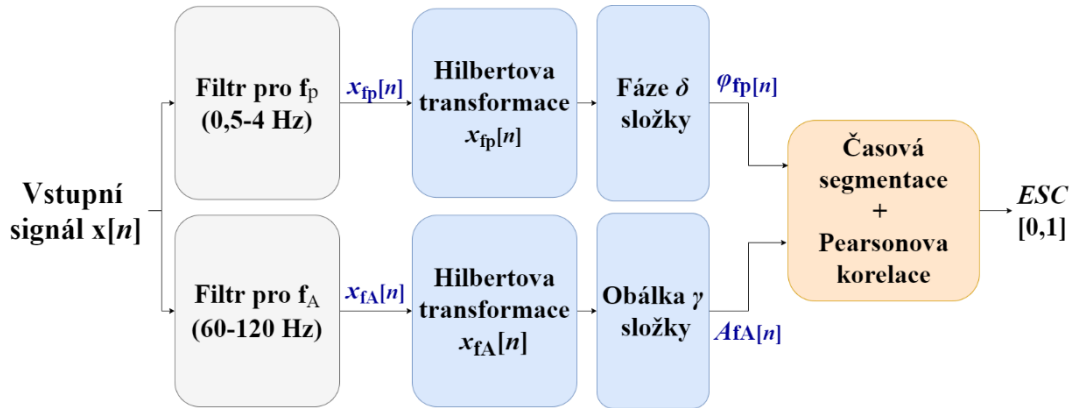 Vstupní
signál x[n]
Filtr pro fp
(0,5-4 Hz)
xfp[n]
Hilbertova
transformace
xfp[n]
Fáze δ
složky
φfp[n]
Filtr pro fA
(60-120 Hz)
xfA[n]
Hilbertova
transformace
xfA[n]
Obálka γ
složky
AfA[n]
Časová
segmentace
+
Pearsonova
korelace
ESC
[0,1]